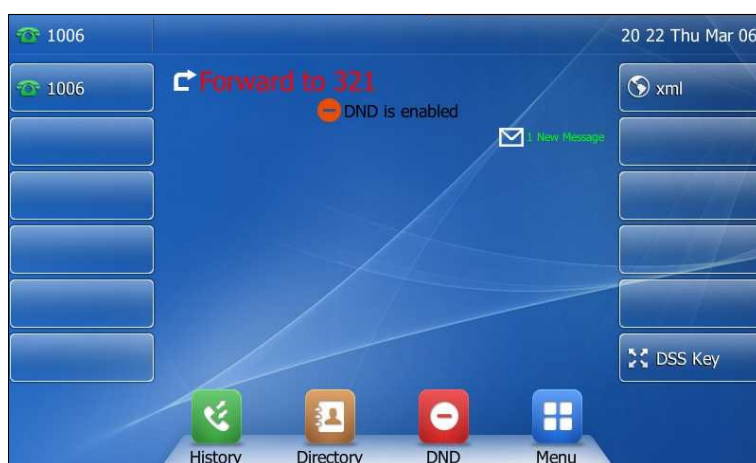 1006
20 22 Thu Mar 06
1006
Forward to 321
xml
DND is enabled
1 New Message
DSS Key
History
Directory
DND
Menu